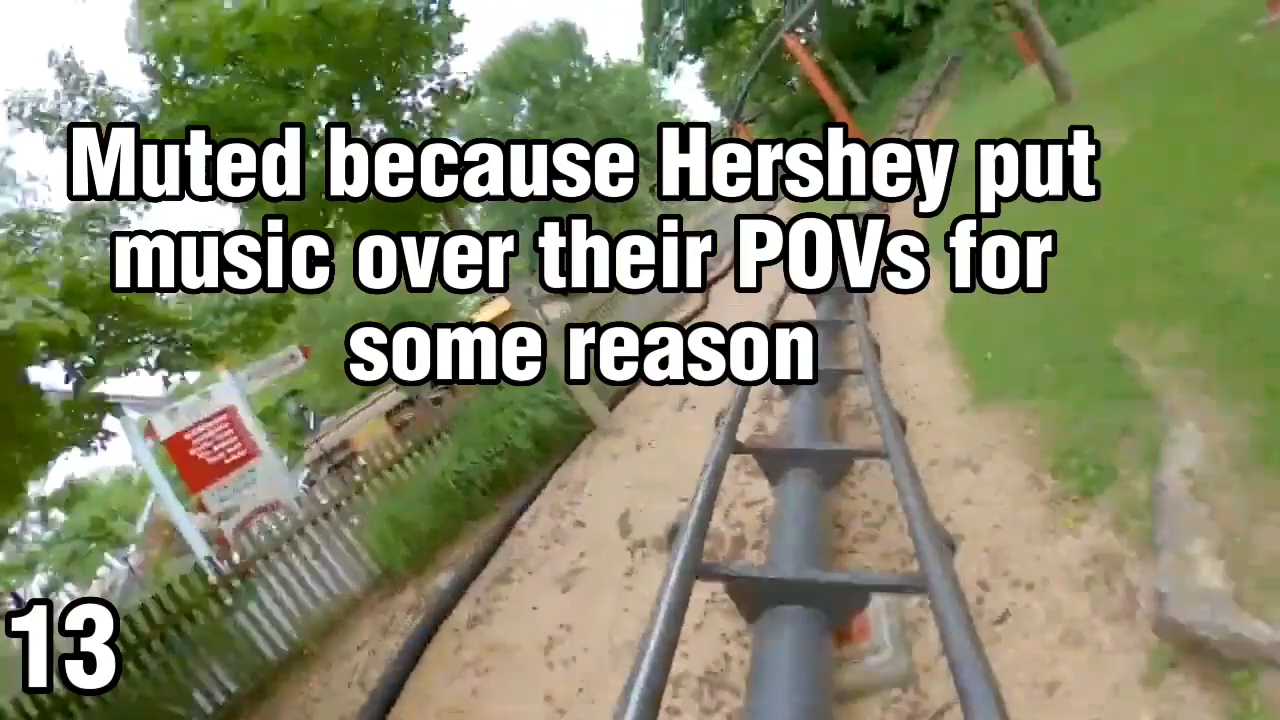 Muted because Hershey put
music over their POVs for
some reason
13